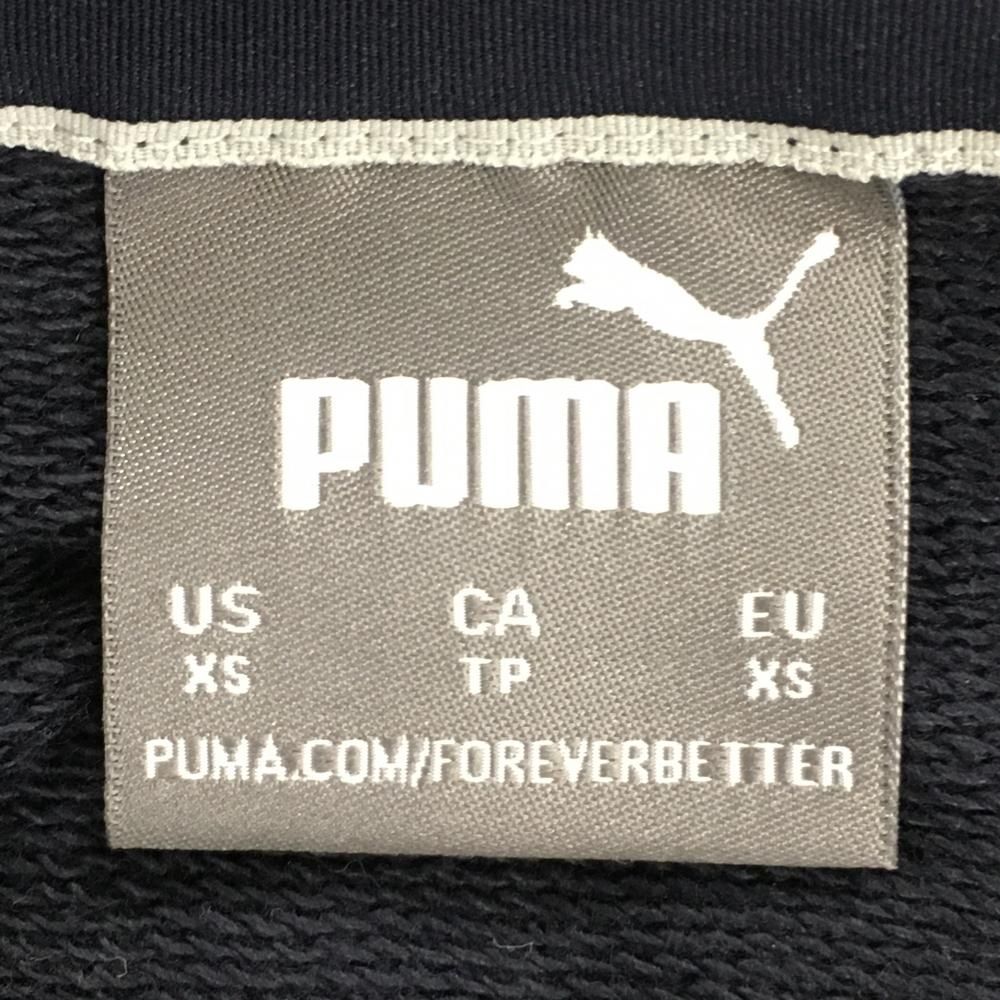 PUMA
US CA EU
XS TP XS
PUMA.COM/FOREVERBETTER